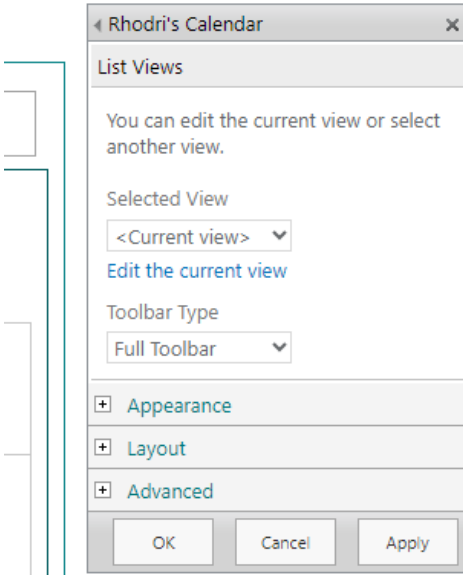 Rhodri's Calendar
List Views
You can edit the current view or select
another view.
Selected View
<Current view>
Edit the current view
Toolbar Type
Full Toolbar
Appearance
Layout
Advanced
OK Cancel Apply